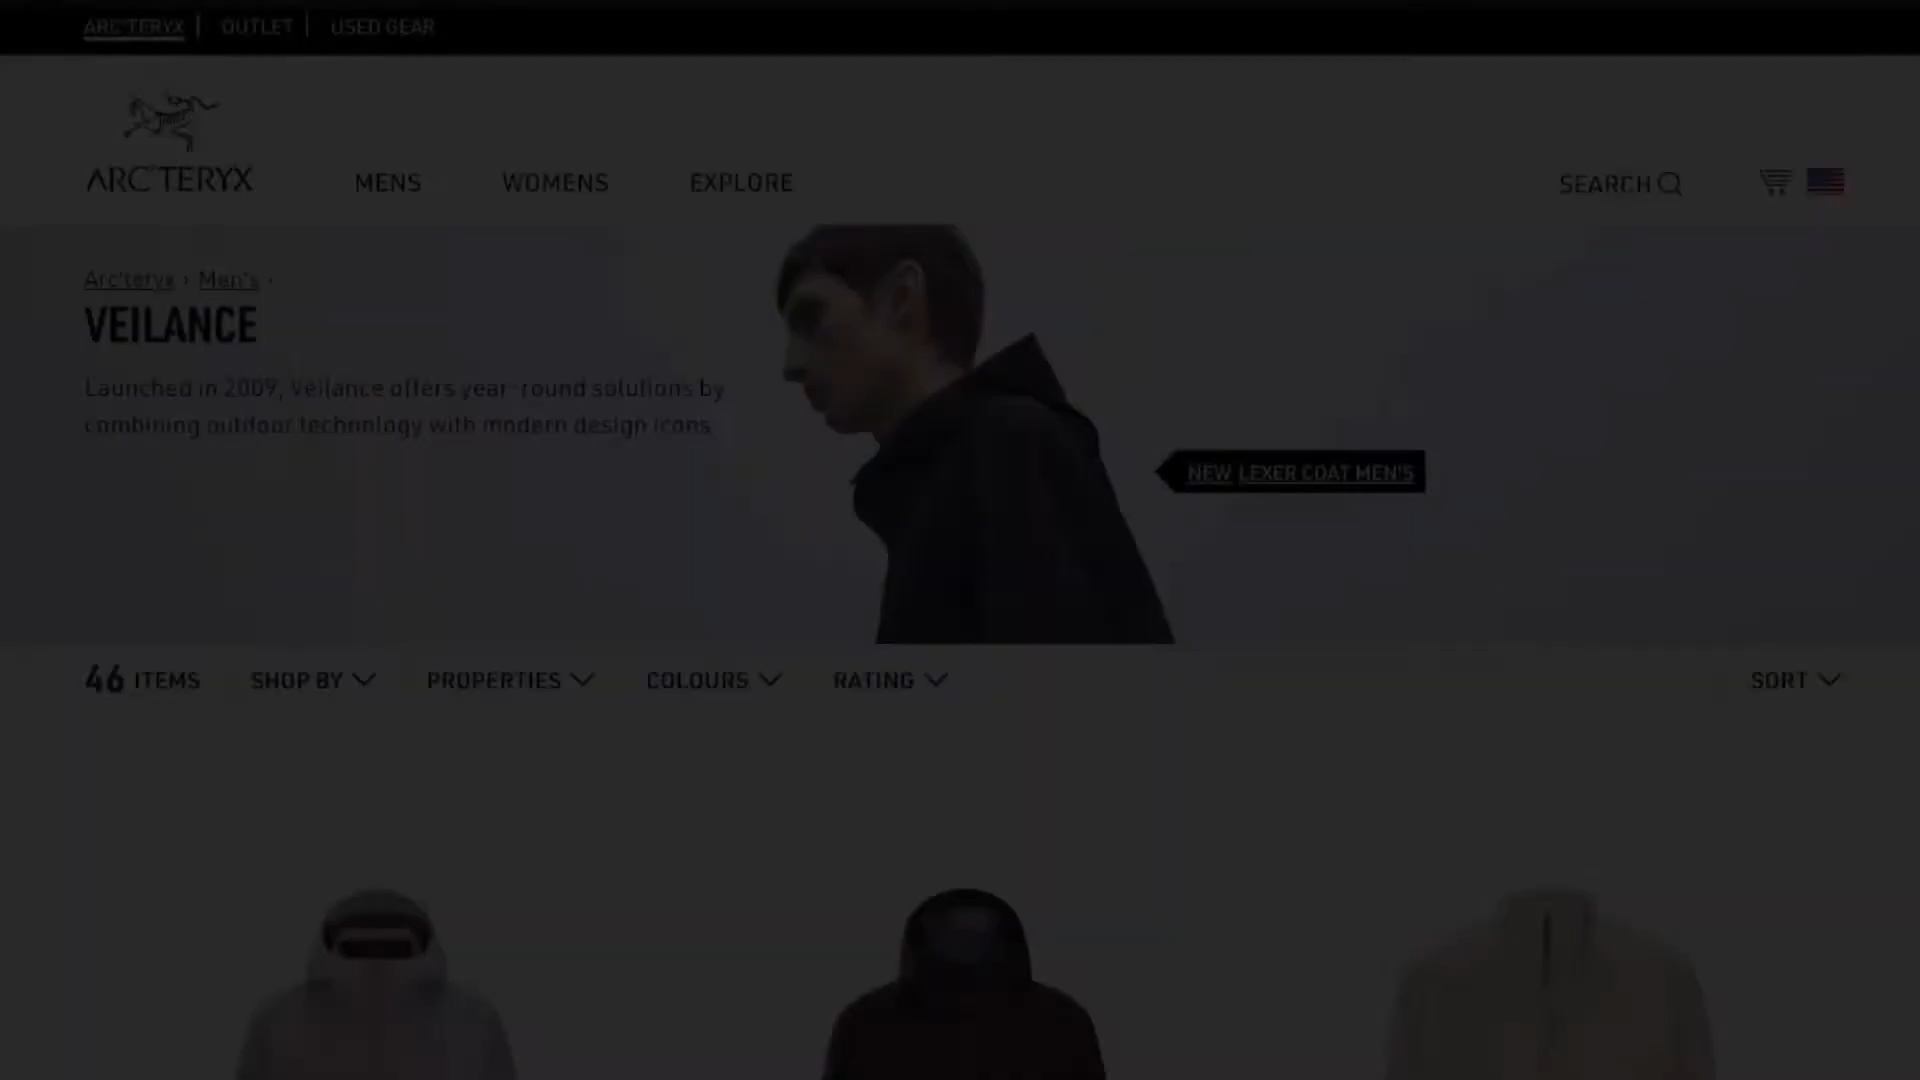 ARC'TERYX OUTLET USED GEAR
ARC'TERYX
MENS WOMENS EXPLORE SEARCH
Arc'teryx › Men's ›
VEILANCE
Launched in 2009, Veilance offers year-round solutions by
combining outdoor technology with modern design icons.
NEW LEXER COAT MEN'S
46 ITEMS SHOP BY PROPERTIES COLOURS RATING SORT